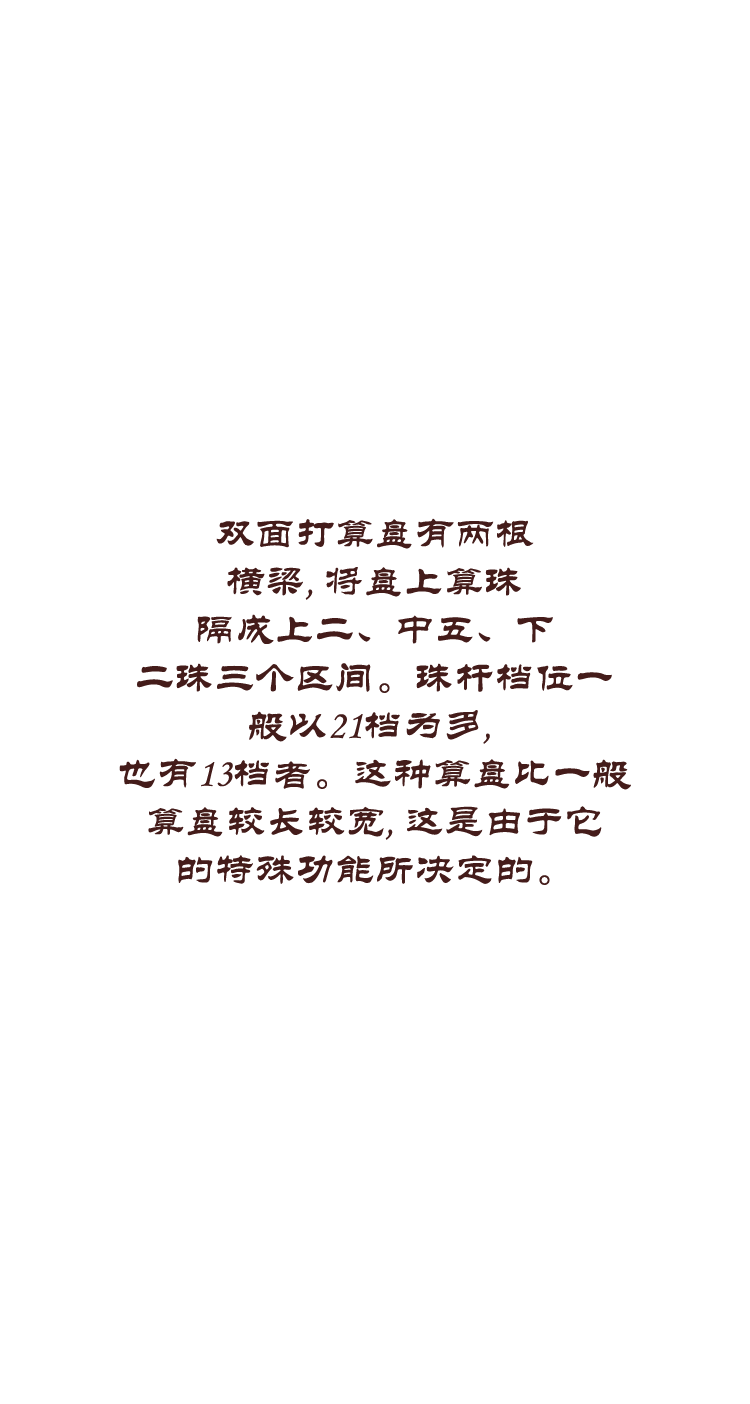 双面打算盘有两根
横梁, 将盘上算珠
隔成上二、中五、下
二珠三个区间。珠杆档位一
般以21档为多,
也有13档者。这种算盘比一般
算盘较长较宽, 这是由于它
的特殊功能所决定的。